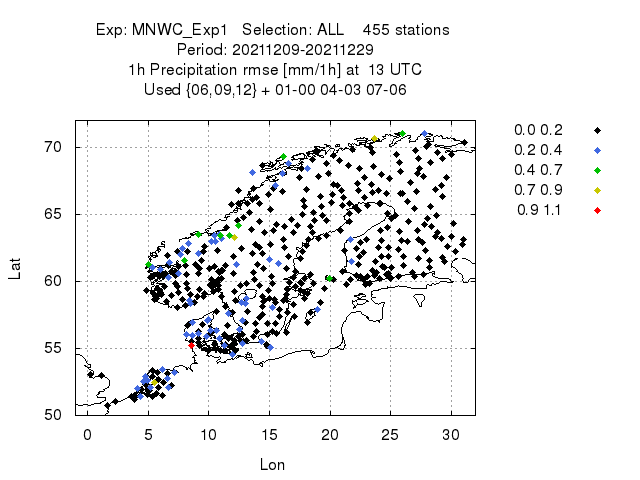 Exp: MNWC_Exp1   Selection: ALL    455 stations
Period: 20211209-20211229
1h Precipitation rmse [mm/1h] at  13 UTC
Used {06,09,12} + 01-00 04-03 07-06
0.0 0.2
0.2 0.4
0.4 0.7
0.7 0.9
0.9 1.1
Lat
70
65
60
55
50
0 5 10 15 20 25 30
Lon